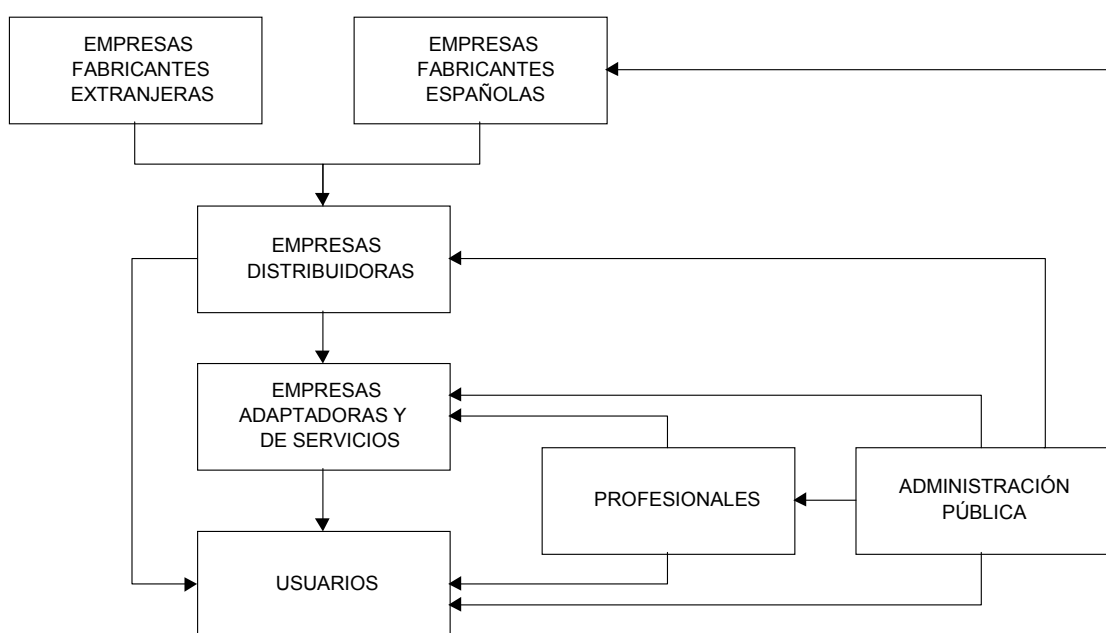 EMPRESAS
FABRICANTES
EXTRANJERAS
EMPRESAS
FABRICANTES
ESPAÑOLAS
EMPRESAS
DISTRIBUIDORAS
EMPRESAS
ADAPTADORAS Y
DE SERVICIOS
PROFESIONALES
ADMINISTRACIÓN
PÚBLICA
USUARIOS